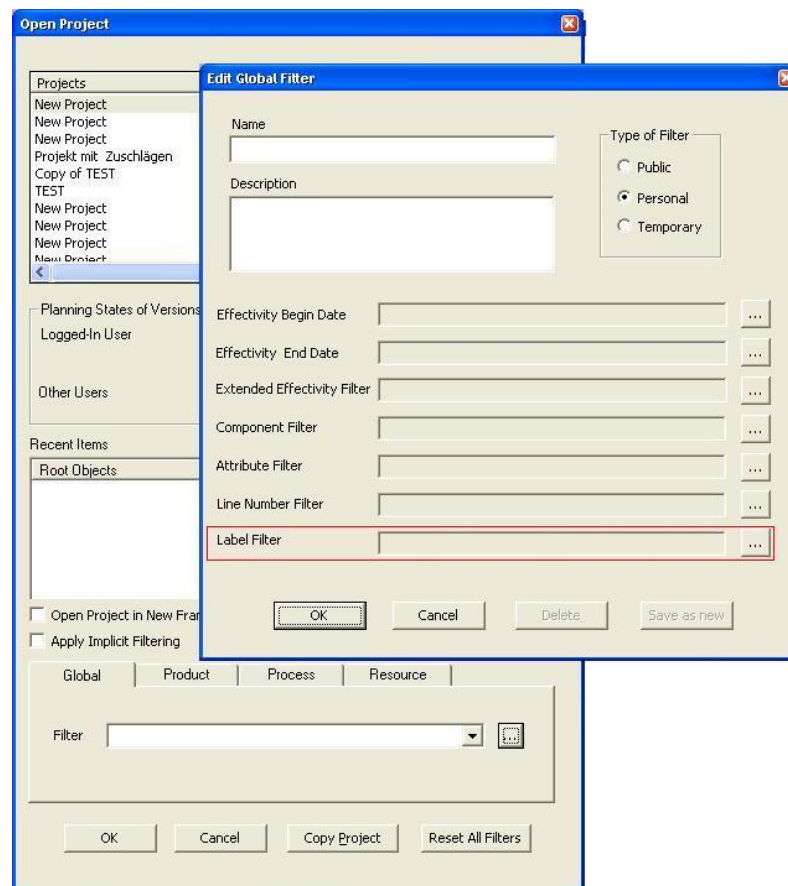 Open Project
Projects
New Project
New Project
New Project
Projekt mit Zuschlägen
Copy of TEST
TEST
New Project
New Project
New Project
New Project
Planning States of Versions
Logged-In User
Other Users
Recent Items
Root Objects
Open Project in New Fra
Apply Implicit Filtering
Global Product Process Resource
Filter ...
OK Cancel Copy Project Reset All Filters
Edit Global Filter
Name
Description
Type of Filter
Public
Personal
Temporary
Effectivity Begin Date ...
Effectivity End Date ...
Extended Effectivity Filter ...
Component Filter ...
Attribute Filter ...
Line Number Filter ...
Label Filter ...
OK Cancel Delete Save as new